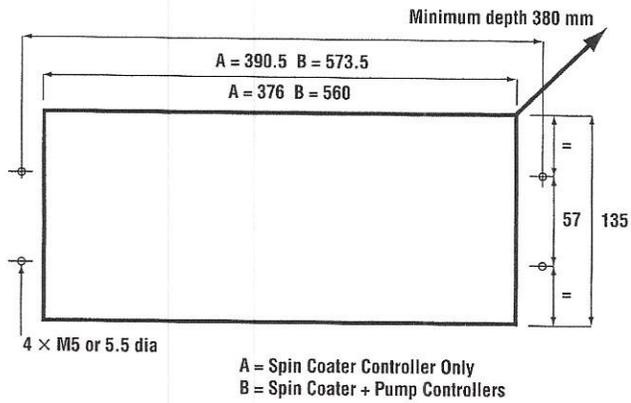 Minimum depth 380 mm
A = 390.5 B = 573.5
A = 376 B = 560
=
57
135
=
4 × M5 or 5.5 dia
A = Spin Coater Controller Only
B = Spin Coater + Pump Controllers